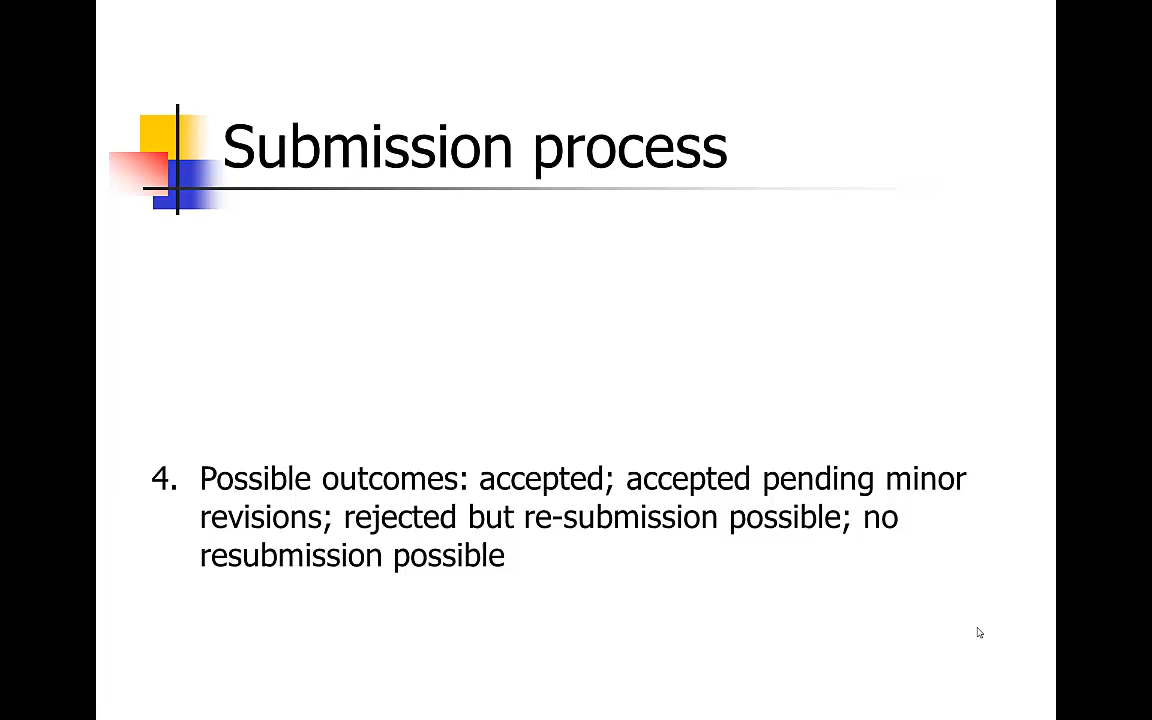 Submission process
4. Possible outcomes: accepted; accepted pending minor
revisions; rejected but re-submission possible; no
resubmission possible